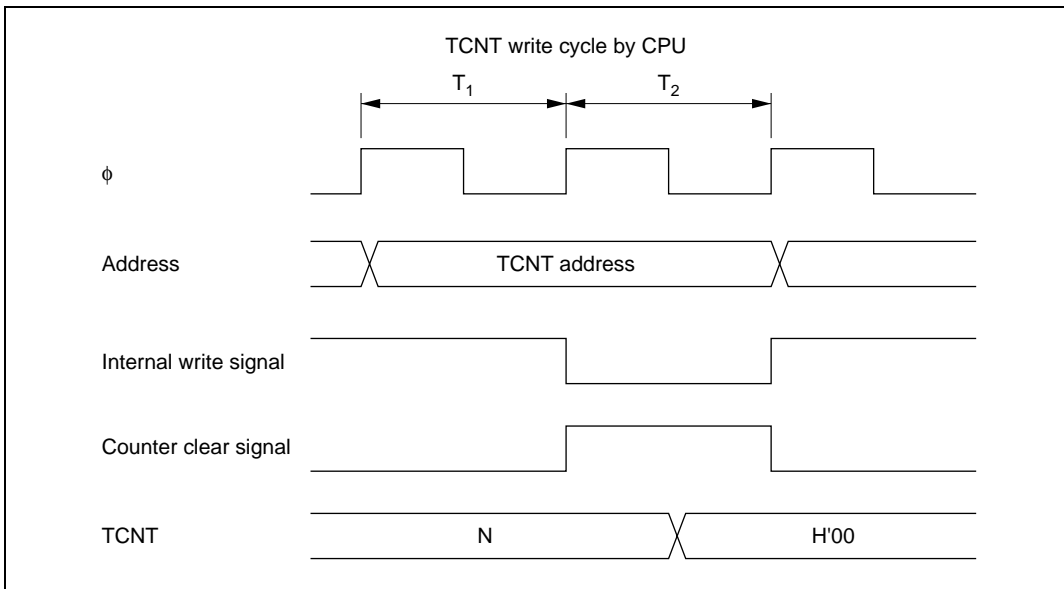 TCNT write cycle by CPU
T1 T2
ϕ
Address TCNT address
Internal write signal
Counter clear signal
TCNT N H'00